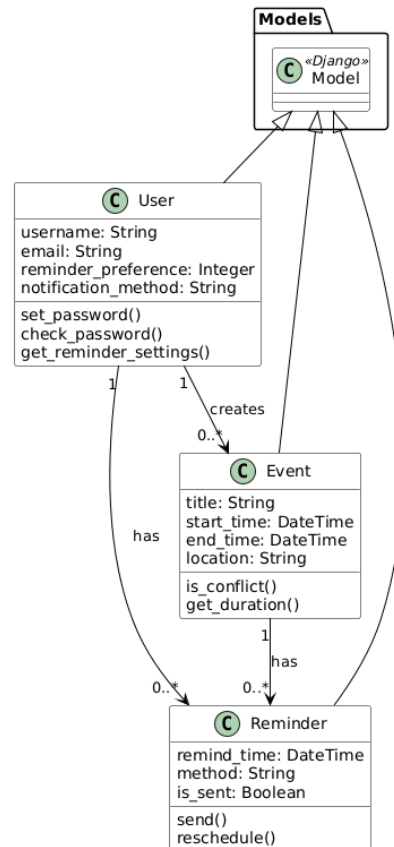 Models
C «Django» Model
C User
username: String
email: String
reminder_preference: Integer
notification_method: String
set_password()
check_password()
get_reminder_settings()
1
1
creates
0..*
C Event
title: String
start_time: DateTime
end_time: DateTime
location: String
has
is_conflict()
get_duration()
1
has
0..*
0..*
C Reminder
remind_time: DateTime
method: String
is_sent: Boolean
send()
reschedule()